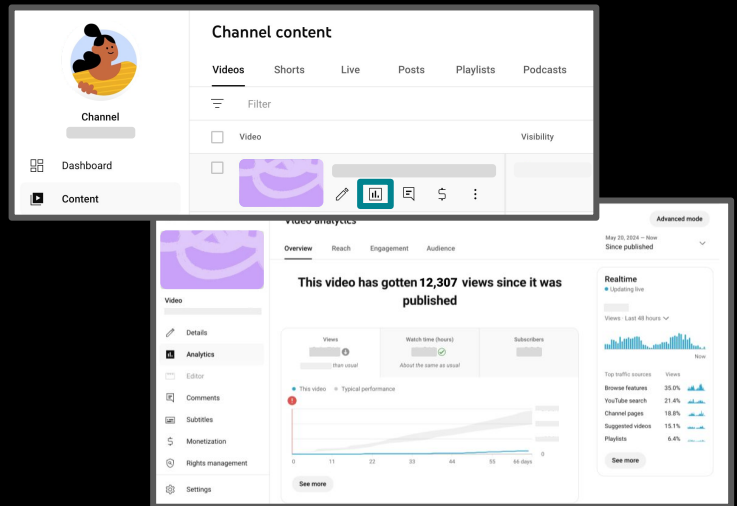 Channel content
Videos Shorts Live Posts Playlists Podcasts
Filter
Video Visibility
Channel
Dashboard
Content
Video analytics
Advanced mode
Overview Reach Engagement Audience
May 20, 2024 – Now
Since published
This video has gotten 12,307 views since it was
published
Video
Details
Analytics
Editor
Comments
Subtitles
Monetization
Rights management
Settings
Views Watch time (hours) Subscribers
than usual About the same as usual
This video Typical performance
0 11 22 33 44 55 66 days
0
See more
Realtime
Updating live
Views · Last 48 hours
Now
Top traffic sources Views
Browse features 35.0%
YouTube search 21.4%
Channel pages 18.8%
Suggested videos 15.1%
Playlists 6.4%
See more